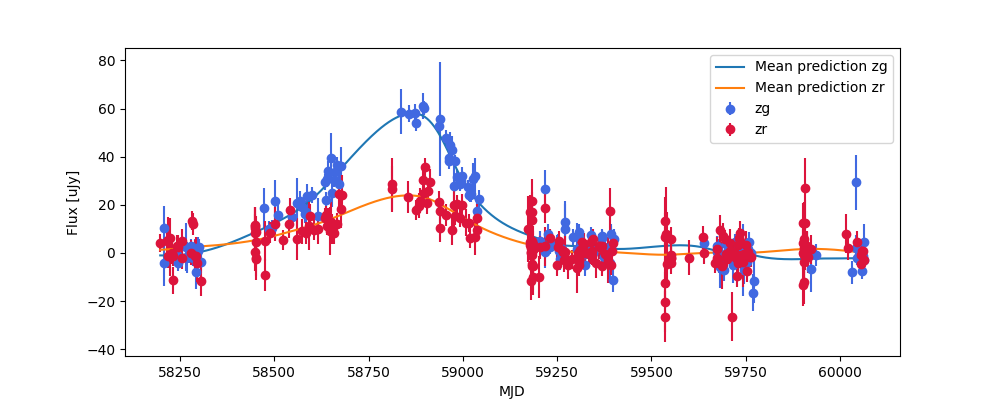 80
60
40
20
0
−20
−40
Flux [uJy]
58250
58500
58750
59000
59250
59500
59750
60000
MJD
Mean prediction zg
Mean prediction zr
zg
zr